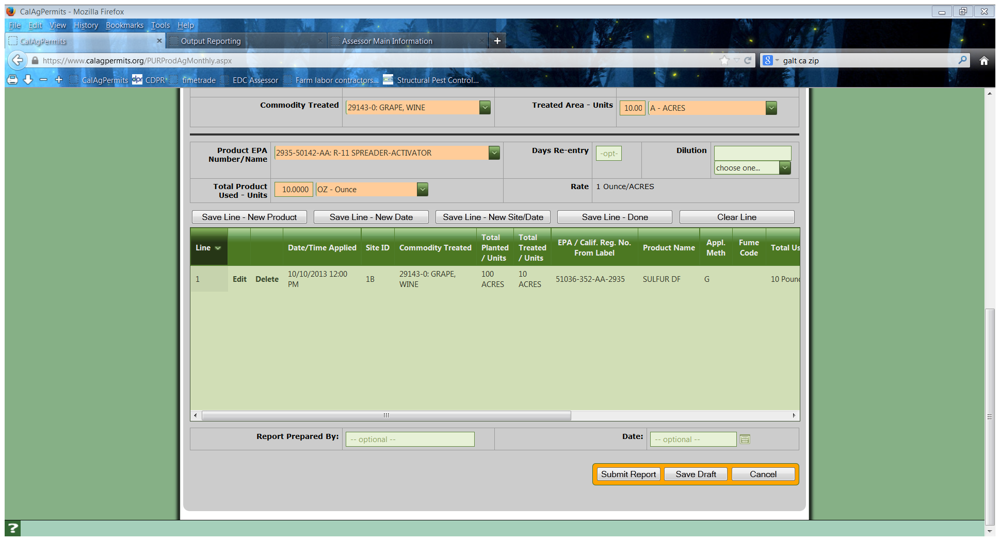 CalAgPermits - Mozilla Firefox
File Edit View History Bookmarks Tools Help
CalAgPermits Output Reporting Assessor Main Information
https://www.calagpermits.org/PURProdAgMonthly.aspx galt ca zip
CalAgPermits dpr CDPR timetrade EDC Assessor Farm labor contractors... Structural Pest Control...
Commodity Treated 29143-0: GRAPE, WINE Treated Area - Units 10.00 A - ACRES
Product EPA Number/Name 2935-50142-AA: R-11 SPREADER-ACTIVATOR Days Re-entry -opt- Dilution
choose one...
Total Product Used - Units 10.0000 OZ - Ounce Rate 1 Ounce/ACRES
Save Line - New Product Save Line - New Date Save Line - New Site/Date Save Line - Done Clear Line
Line Date/Time Applied Site ID Commodity Treated Total Planted / Units Total Treated / Units EPA / Calif. Reg. No. From Label Product Name Appl. Meth Fume Code Total Us
1 Edit Delete 10/10/2013 12:00 PM 1B 29143-0: GRAPE, WINE 100 ACRES 10 ACRES 51036-352-AA-2935 SULFUR DF G 10 Poun
Report Prepared By: -- optional -- Date: -- optional --
Submit Report Save Draft Cancel
?